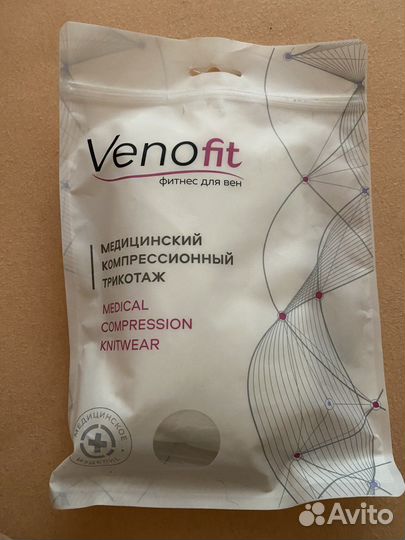 Venofit
фитнес для вен
МЕДИЦИНСКИЙ
КОМПРЕССИОННЫЙ
ТРИКОТАЖ
MEDICAL
COMPRESSION
KNITWEAR
МЕДИЦИНСКОЕ
Avito